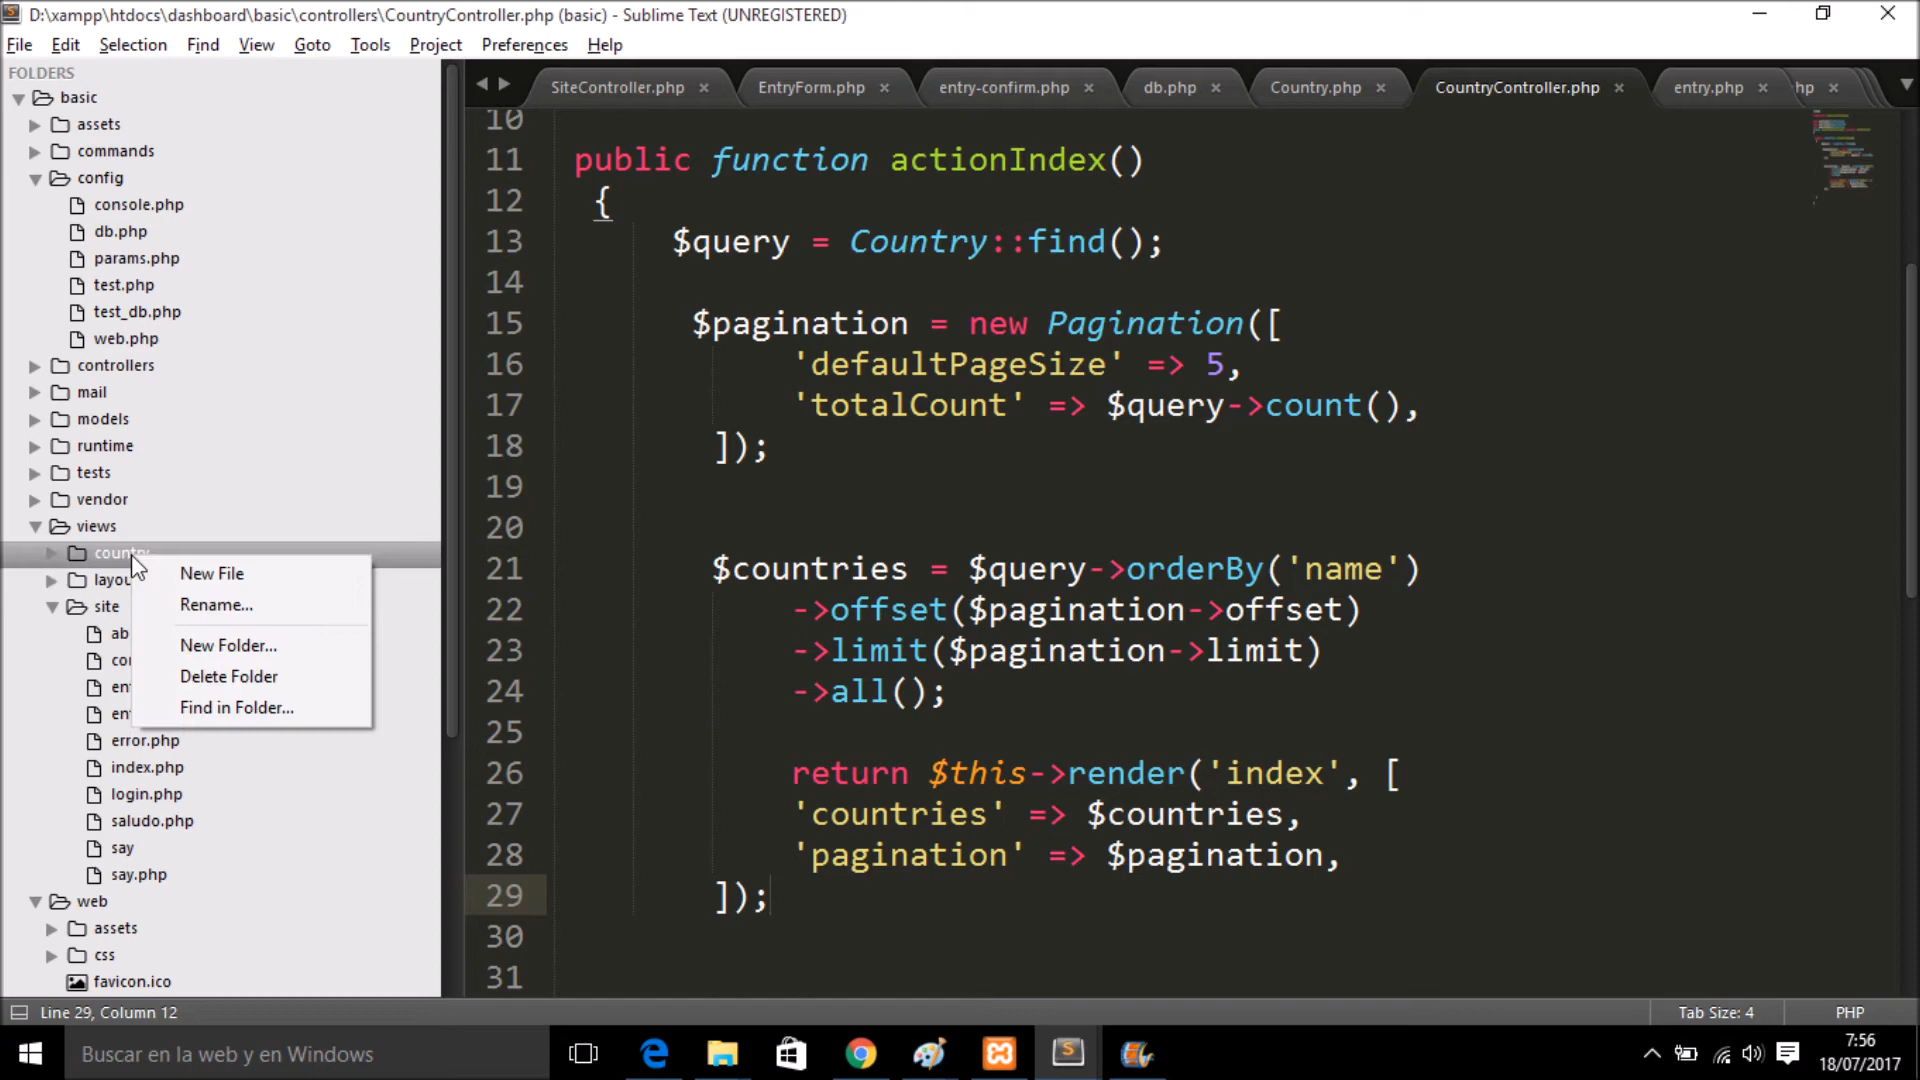 D:\xampp\htdocs\dashboard\basic\controllers\CountryController.php (basic) - Sublime Text (UNREGISTERED)
File Edit Selection Find View Goto Tools Project Preferences Help
FOLDERS
basic
assets
commands
config
console.php
db.php
params.php
test.php
test_db.php
web.php
controllers
mail
models
runtime
tests
vendor
views
country
layou
site
ab
con
ent
ent
error.php
index.php
login.php
saludo.php
say
say.php
web
assets
css
favicon.ico
New File
Rename...
New Folder...
Delete Folder
Find in Folder...
SiteController.php × EntryForm.php × entry-confirm.php × db.php × Country.php × CountryController.php × entry.php × hp ×
10
11 public function actionIndex()
12 {
13 $query = Country::find();
14
15 $pagination = new Pagination([
16 'defaultPageSize' => 5,
17 'totalCount' => $query->count(),
18 ]);
19
20
21 $countries = $query->orderBy('name')
22 ->offset($pagination->offset)
23 ->limit($pagination->limit)
24 ->all();
25
26 return $this->render('index', [
27 'countries' => $countries,
28 'pagination' => $pagination,
29 ]);
30
31
Line 29, Column 12 Tab Size: 4 PHP
Buscar en la web y en Windows
7:56
18/07/2017